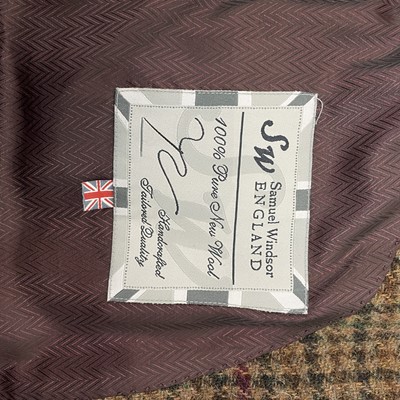 SW
Samuel Windsor
ENGLAND
100% Pure New Wool
Handcrafted
Tailored Quality